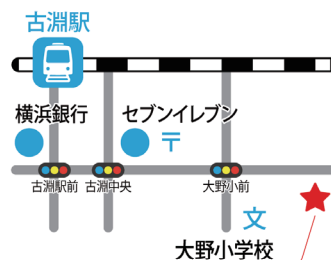 古淵駅
横浜銀行
セブンイレブン
〒
古淵駅前
古淵中央
大野小前
文
大野小学校